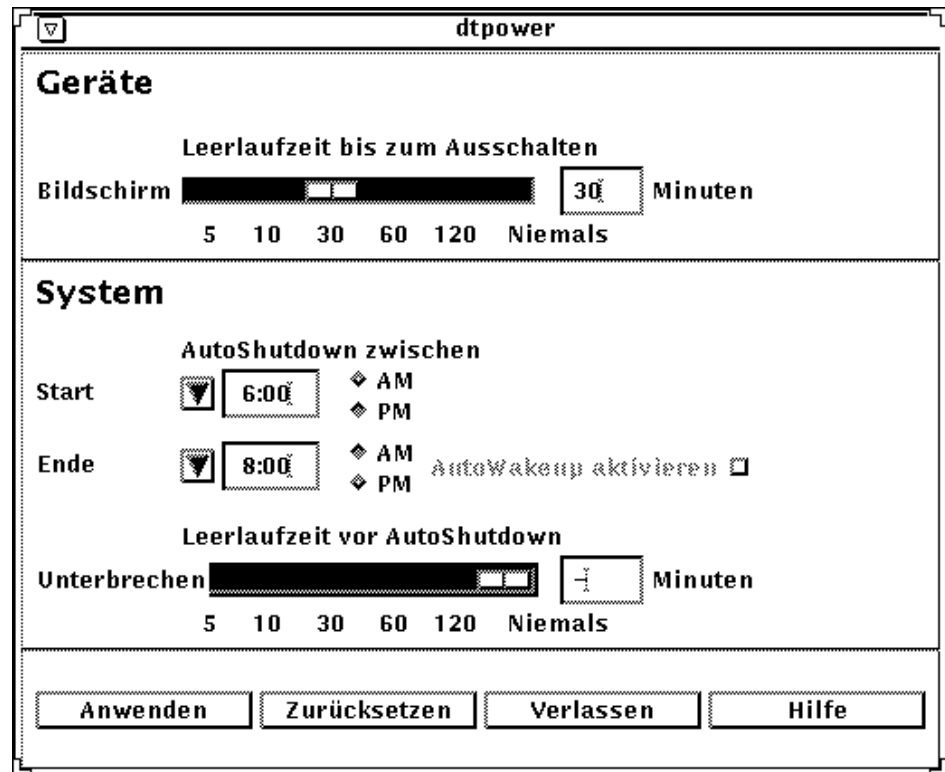 dtpower
Geräte
Leerlaufzeit bis zum Ausschalten
Bildschirm 30 Minuten
5 10 30 60 120 Niemals
System
AutoShutdown zwischen
Start 6:00 AM
PM
Ende 8:00 AM
PM AutoWakeup aktivieren
Leerlaufzeit vor AutoShutdown
Unterbrechen - Minuten
5 10 30 60 120 Niemals
Anwenden Zurücksetzen Verlassen Hilfe